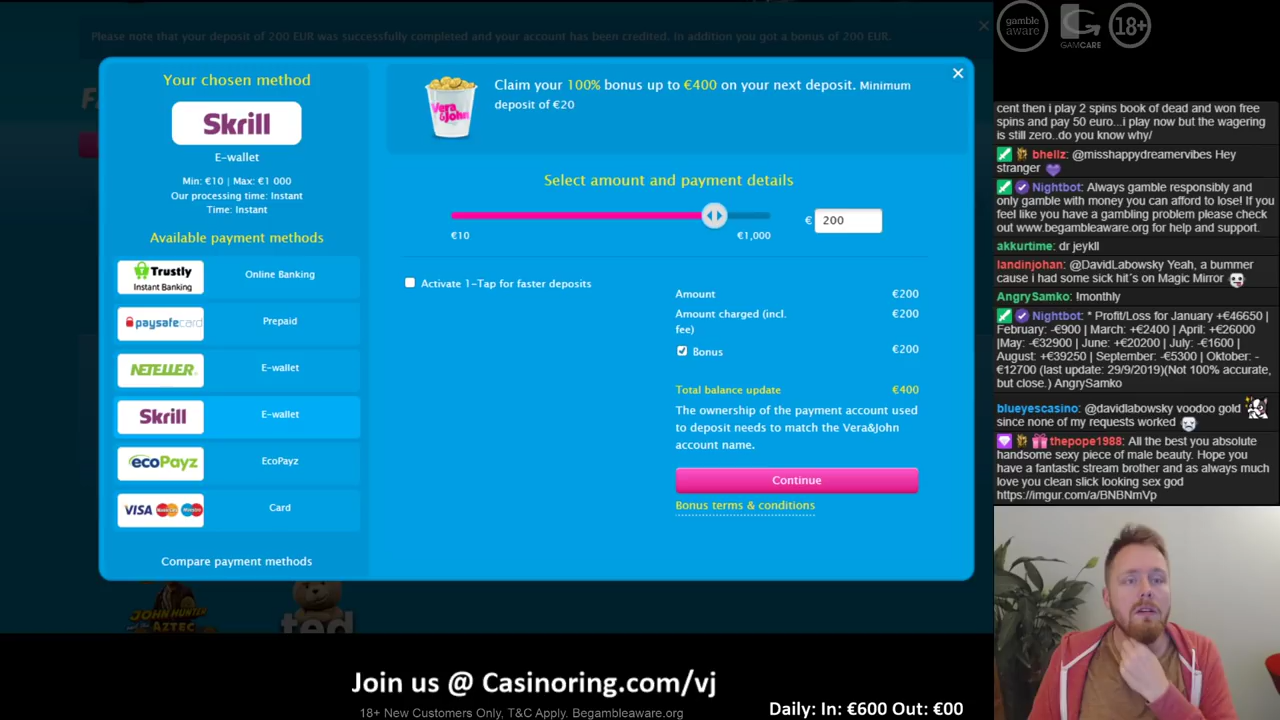 Please note that your deposit of 200 EUR was successfully completed and your account has been credited. In addition you got a bonus of 200 EUR.
Your chosen method
Skrill
E-wallet
Min: €10 | Max: €1 000
Our processing time: Instant
Time: Instant
Available payment methods
Trustly
Instant Banking
Online Banking
paysafecard
Prepaid
NETELLER
E-wallet
Skrill
E-wallet
ecoPayz
EcoPayz
VISA
Card
Compare payment methods
Vera
&John
Claim your 100% bonus up to €400 on your next deposit. Minimum
deposit of €20
Select amount and payment details
€10
€1,000
€ 200
Activate 1-Tap for faster deposits
Amount €200
Amount charged (incl. €200
fee)
Bonus €200
Total balance update €400
The ownership of the payment account used
to deposit needs to match the Vera&John
account name.
Continue
Bonus terms & conditions
JOHN HUNTER
AZTEC
ted
Join us @ Casinoring.com/vj
18+ New Customers Only, T&C Apply. Begambleaware.org
Daily: In: €600 Out: €00
gamble
aware
GAMCARE
18+
cent then i play 2 spins book of dead and won free
spins and pay 50 euro...i play now but the wagering
is still zero..do you know why/
bhellz: @misshappydreamervibes Hey
stranger
Nightbot: Always gamble responsibly and
only gamble with money you can afford to lose! If you
feel like you have a gambling problem please check
out www.begambleaware.org for help and support.
akkurtime: dr jeykll
landinjohan: @DavidLabowsky Yeah, a bummer
cause i had some sick hit´s on Magic Mirror
AngrySamko: !monthly
Nightbot: * Profit/Loss for January +€46650 |
February: -€900 | March: +€2400 | April: +€26000
|May: -€32900 | June: +€20200 | July: -€1600 |
August: +€39250 | September: -€5300 | Oktober: -
€12700 (last update: 29/9/2019)(Not 100% accurate,
but close.) AngrySamko
blueyescasino: @davidlabowsky voodoo gold
since none of my requests worked
thepope1988: All the best you absolute
handsome sexy piece of male beauty. Hope you
have a fantastic stream brother and as always much
love you clean slick looking sex god
https://imgur.com/a/BNBNmVp